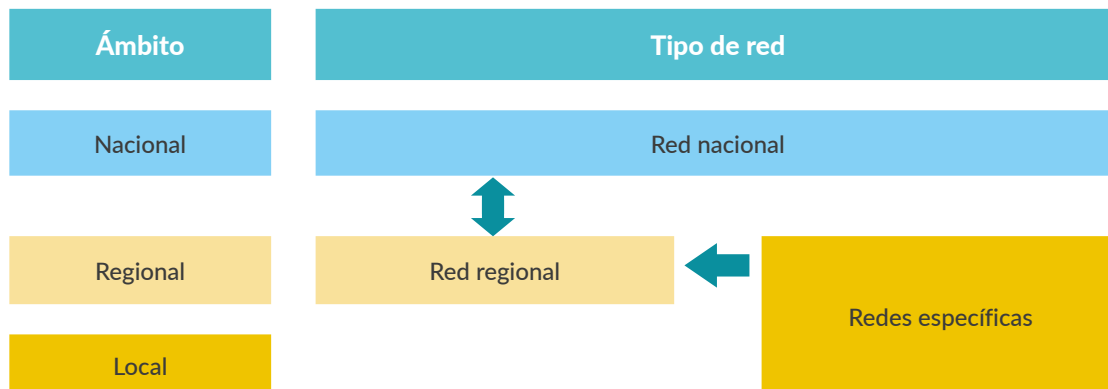 Ámbito
Tipo de red
Nacional
Red nacional
Regional
Red regional
Redes específicas
Local